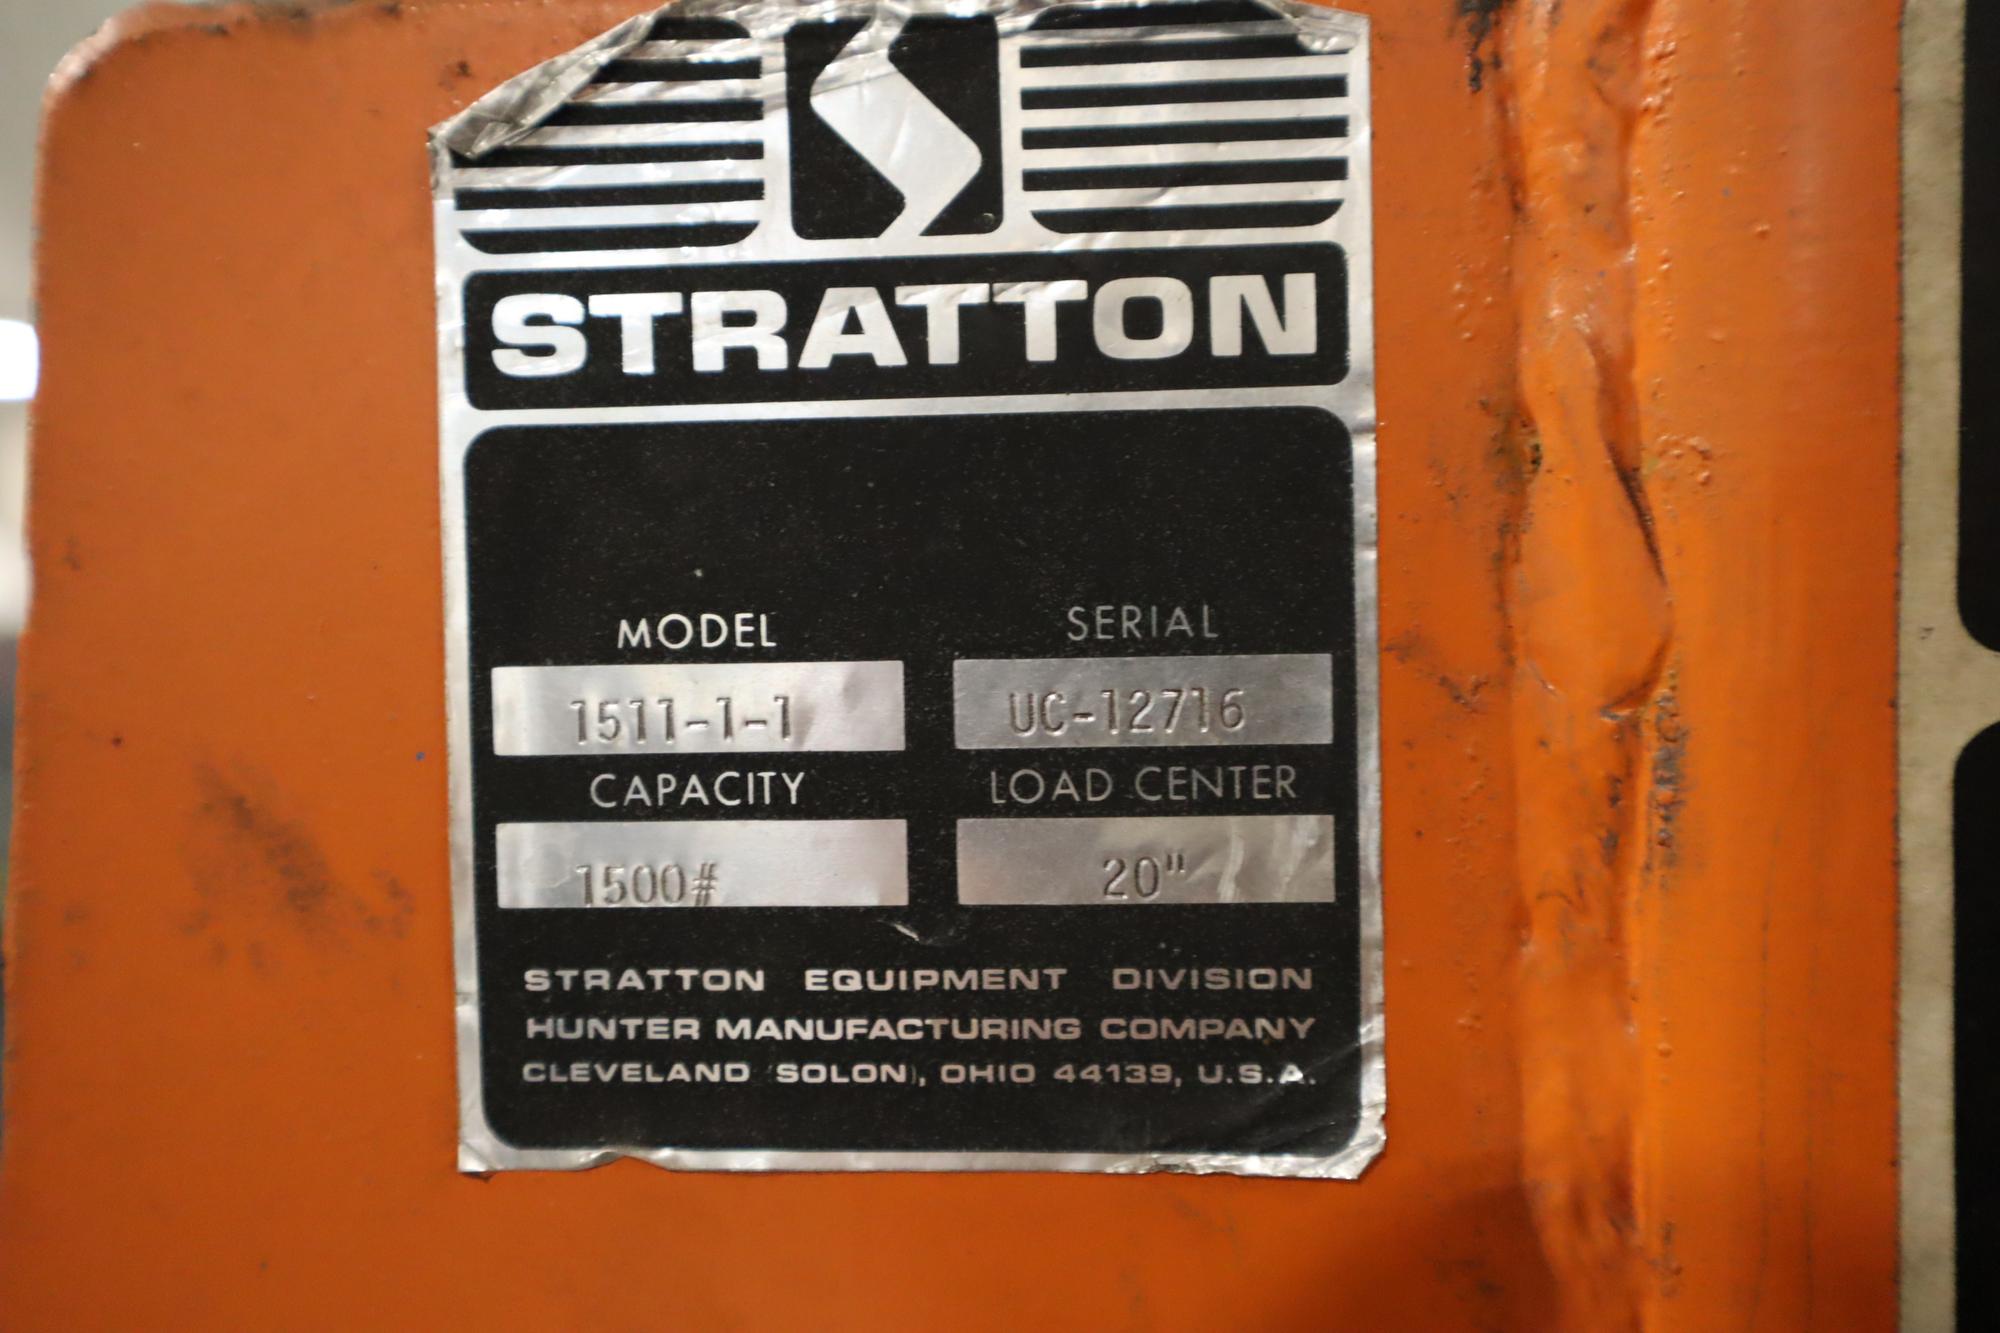 STRATTON
MODEL SERIAL
1511-1-1 UC-12716
CAPACITY LOAD CENTER
1500# 20"
STRATTON EQUIPMENT DIVISION
HUNTER MANUFACTURING COMPANY
CLEVELAND (SOLON), OHIO 44139, U.S.A.